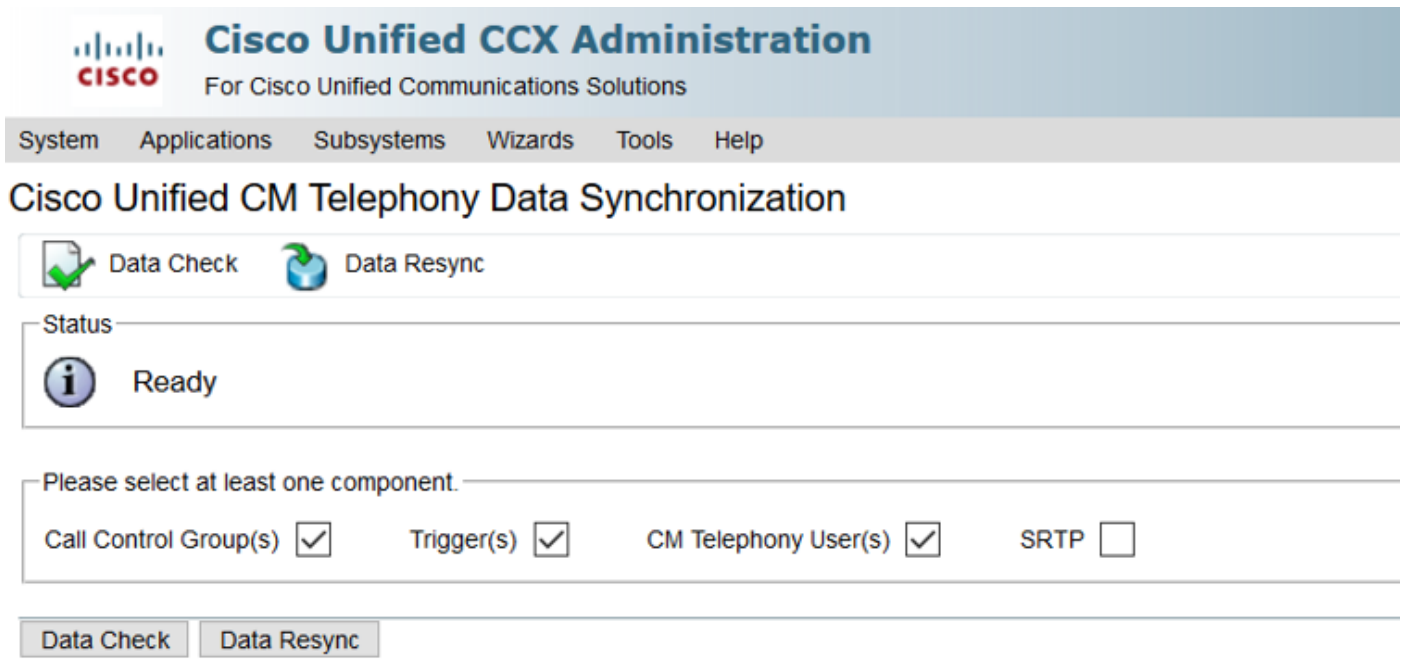 CISCO
Cisco Unified CCX Administration
For Cisco Unified Communications Solutions
System Applications Subsystems Wizards Tools Help
Cisco Unified CM Telephony Data Synchronization
Data Check Data Resync
Status
Ready
Please select at least one component.
Call Control Group(s) Trigger(s) CM Telephony User(s) SRTP
Data Check Data Resync